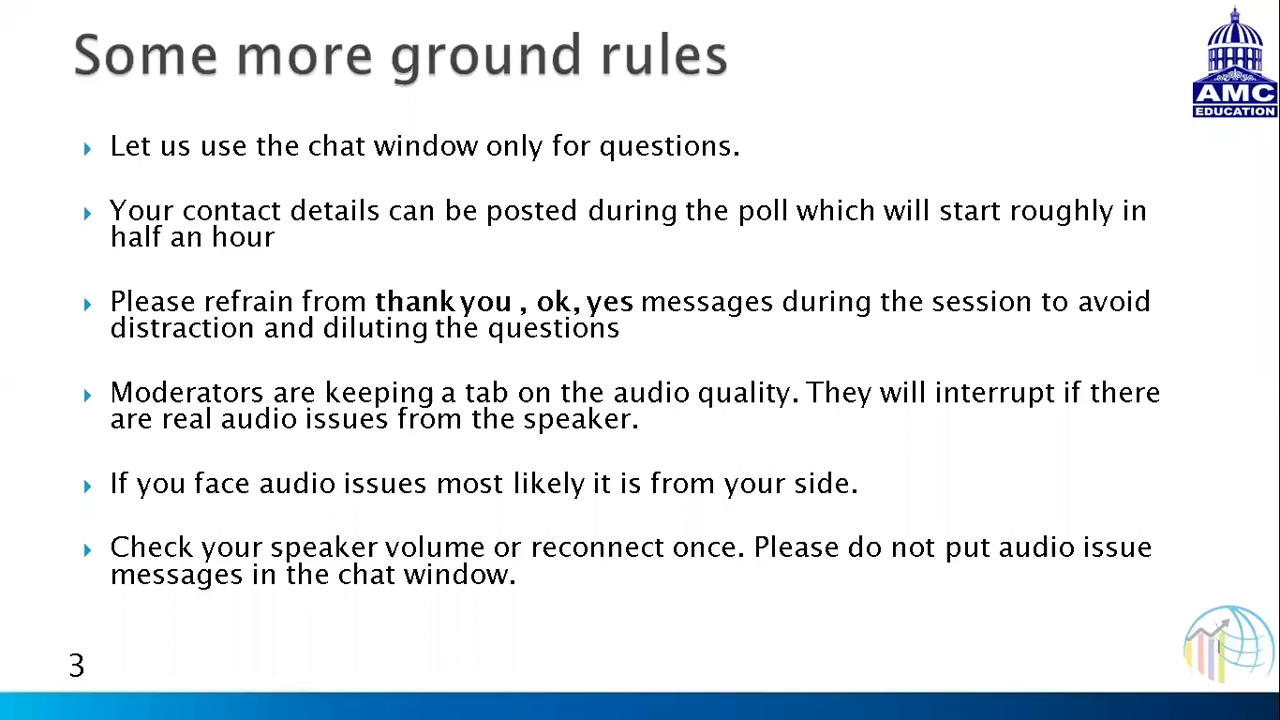 Some more ground rules
AMC
EDUCATION
Let us use the chat window only for questions.
Your contact details can be posted during the poll which will start roughly in
half an hour
Please refrain from thank you , ok, yes messages during the session to avoid
distraction and diluting the questions
Moderators are keeping a tab on the audio quality. They will interrupt if there
are real audio issues from the speaker.
If you face audio issues most likely it is from your side.
Check your speaker volume or reconnect once. Please do not put audio issue
messages in the chat window.
3